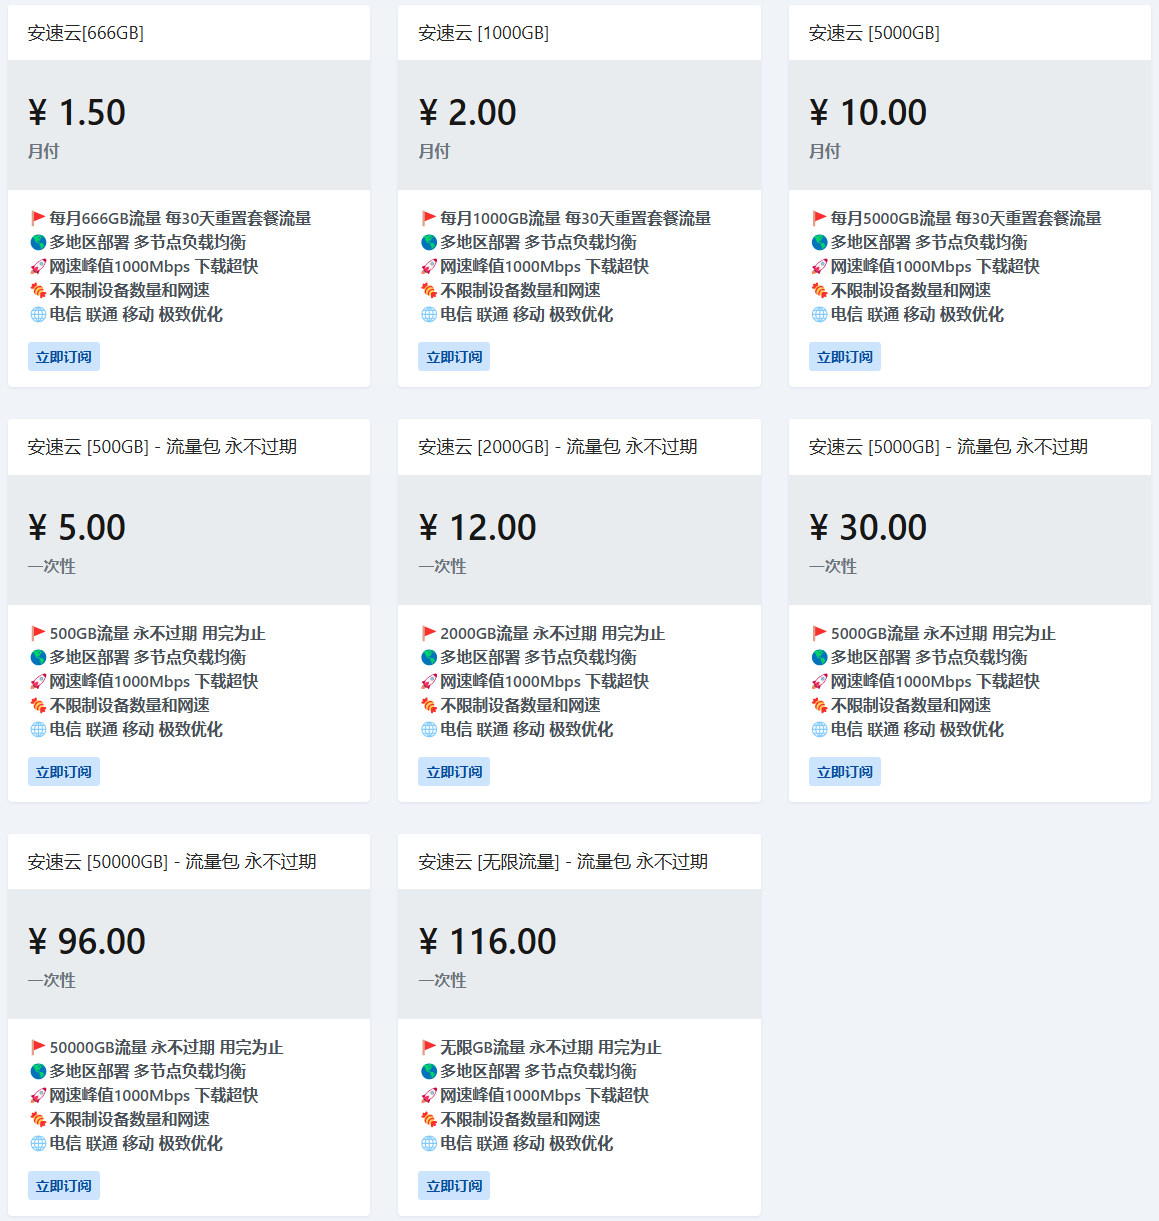 安速云[666GB]
¥ 1.50
月付
每月666GB流量 每30天重置套餐流量
多地区部署 多节点负载均衡
网速峰值1000Mbps 下载超快
不限制设备数量和网速
电信 联通 移动 极致优化
立即订阅
安速云 [1000GB]
¥ 2.00
月付
每月1000GB流量 每30天重置套餐流量
多地区部署 多节点负载均衡
网速峰值1000Mbps 下载超快
不限制设备数量和网速
电信 联通 移动 极致优化
立即订阅
安速云 [5000GB]
¥ 10.00
月付
每月5000GB流量 每30天重置套餐流量
多地区部署 多节点负载均衡
网速峰值1000Mbps 下载超快
不限制设备数量和网速
电信 联通 移动 极致优化
立即订阅
安速云 [500GB] - 流量包 永不过期
¥ 5.00
一次性
500GB流量 永不过期 用完为止
多地区部署 多节点负载均衡
网速峰值1000Mbps 下载超快
不限制设备数量和网速
电信 联通 移动 极致优化
立即订阅
安速云 [2000GB] - 流量包 永不过期
¥ 12.00
一次性
2000GB流量 永不过期 用完为止
多地区部署 多节点负载均衡
网速峰值1000Mbps 下载超快
不限制设备数量和网速
电信 联通 移动 极致优化
立即订阅
安速云 [5000GB] - 流量包 永不过期
¥ 30.00
一次性
5000GB流量 永不过期 用完为止
多地区部署 多节点负载均衡
网速峰值1000Mbps 下载超快
不限制设备数量和网速
电信 联通 移动 极致优化
立即订阅
安速云 [50000GB] - 流量包 永不过期
¥ 96.00
一次性
50000GB流量 永不过期 用完为止
多地区部署 多节点负载均衡
网速峰值1000Mbps 下载超快
不限制设备数量和网速
电信 联通 移动 极致优化
立即订阅
安速云 [无限流量] - 流量包 永不过期
¥ 116.00
一次性
无限GB流量 永不过期 用完为止
多地区部署 多节点负载均衡
网速峰值1000Mbps 下载超快
不限制设备数量和网速
电信 联通 移动 极致优化
立即订阅